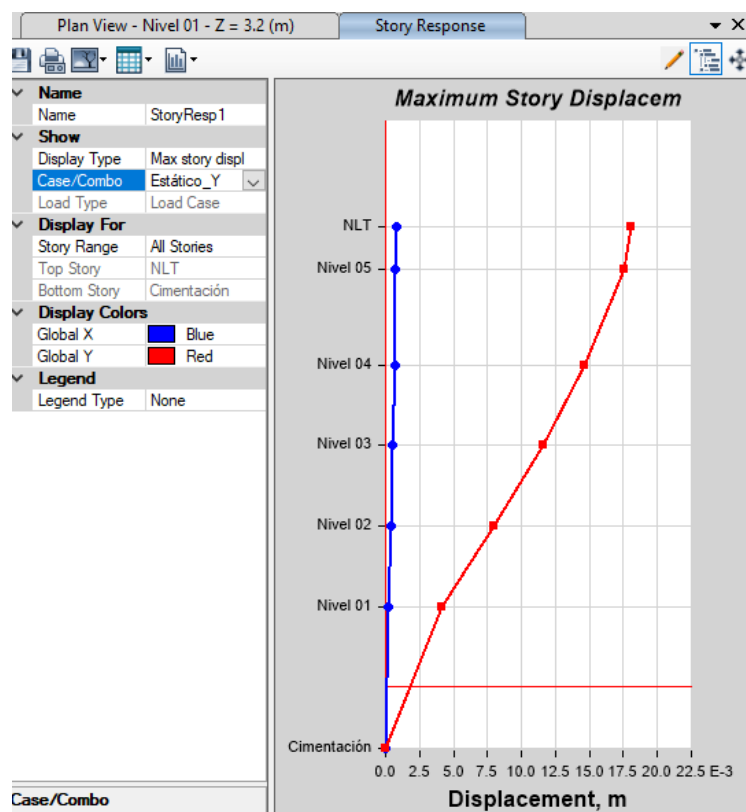 Plan View - Nivel 01 - Z = 3.2 (m)
Story Response
Name
Name StoryResp1
Show
Display Type Max story displ
Case/Combo Estático_Y
Load Type Load Case
Display For
Story Range All Stories
Top Story NLT
Bottom Story Cimentación
Display Colors
Global X Blue
Global Y Red
Legend
Legend Type None
Case/Combo
Maximum Story Displacem
NLT
Nivel 05
Nivel 04
Nivel 03
Nivel 02
Nivel 01
Cimentación
0.0 2.5 5.0 7.5 10.0 12.5 15.0 17.5 20.0 22.5 E-3
Displacement, m